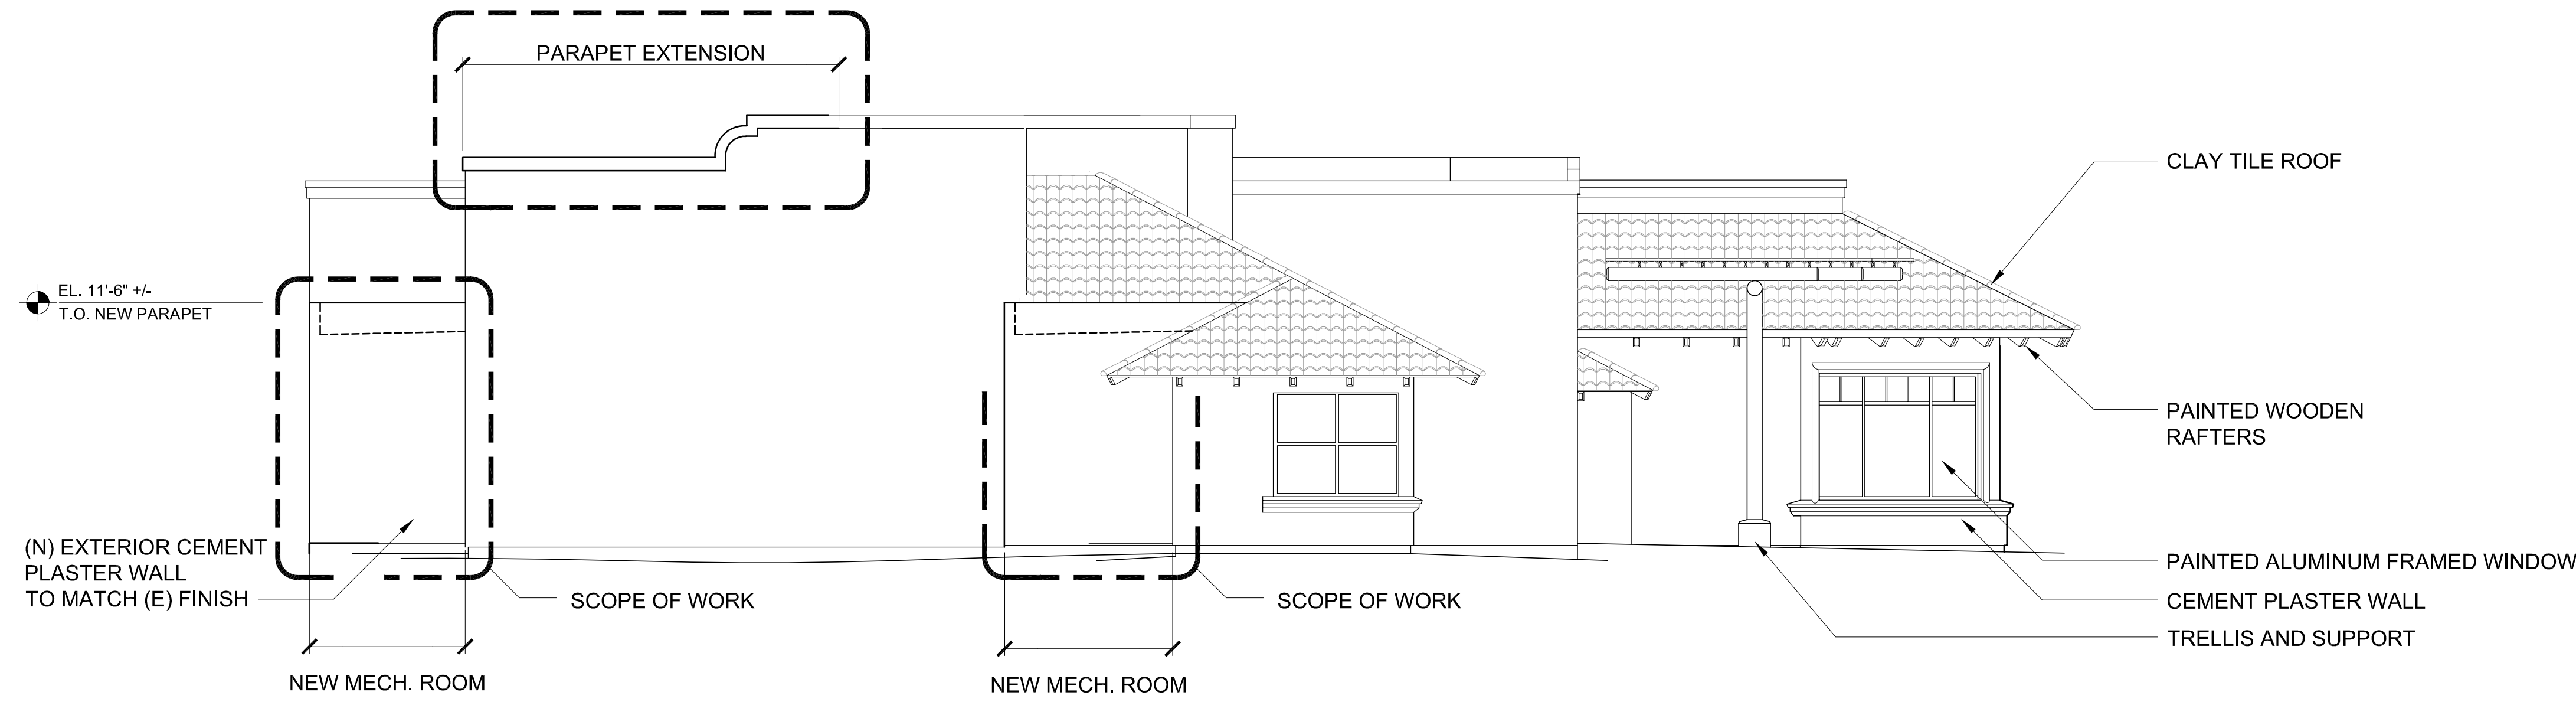 PARAPET EXTENSION
CLAY TILE ROOF
EL. 11'-6" +/-
T.O. NEW PARAPET
PAINTED WOODEN
RAFTERS
(N) EXTERIOR CEMENT
PLASTER WALL
TO MATCH (E) FINISH
SCOPE OF WORK
SCOPE OF WORK
PAINTED ALUMINUM FRAMED WINDOW
CEMENT PLASTER WALL
TRELLIS AND SUPPORT
NEW MECH. ROOM
NEW MECH. ROOM